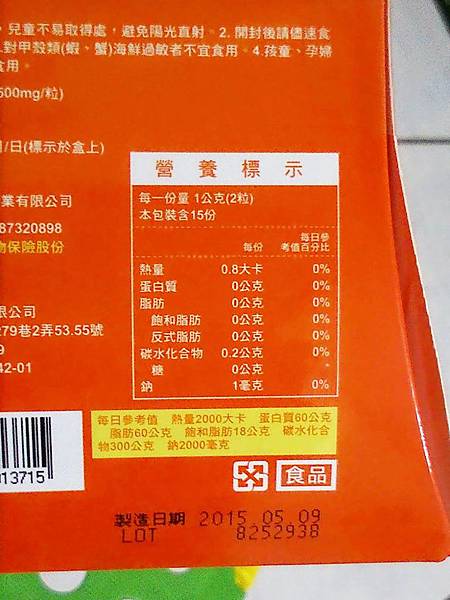 ,兒童不易取得處，避免陽光直射。2. 開封後請儘速食
.對甲殼類(蝦、蟹)海鮮過敏者不宜食用。4.孩童、孕婦
食用。
500mg/粒)
/日(標示於盒上)
業有限公司
87320898
物保險股份
限公司
279巷2弄53.55號
9
42-01
營養標示
每一份量 1公克(2粒)
本包裝含15份
每份 每日參考值百分比
熱量 0.8大卡 0%
蛋白質 0公克 0%
脂肪 0公克 0%
飽和脂肪 0公克 0%
反式脂肪 0公克 0%
碳水化合物 0.2公克 0%
糖 0公克 *
鈉 1毫克 0%
每日參考值 熱量2000大卡 蛋白質60公克
脂肪60公克 飽和脂肪18公克 碳水化合
物300公克 鈉2000毫克
13715
食品
製造日期 2015.05.09
LOT 8252938